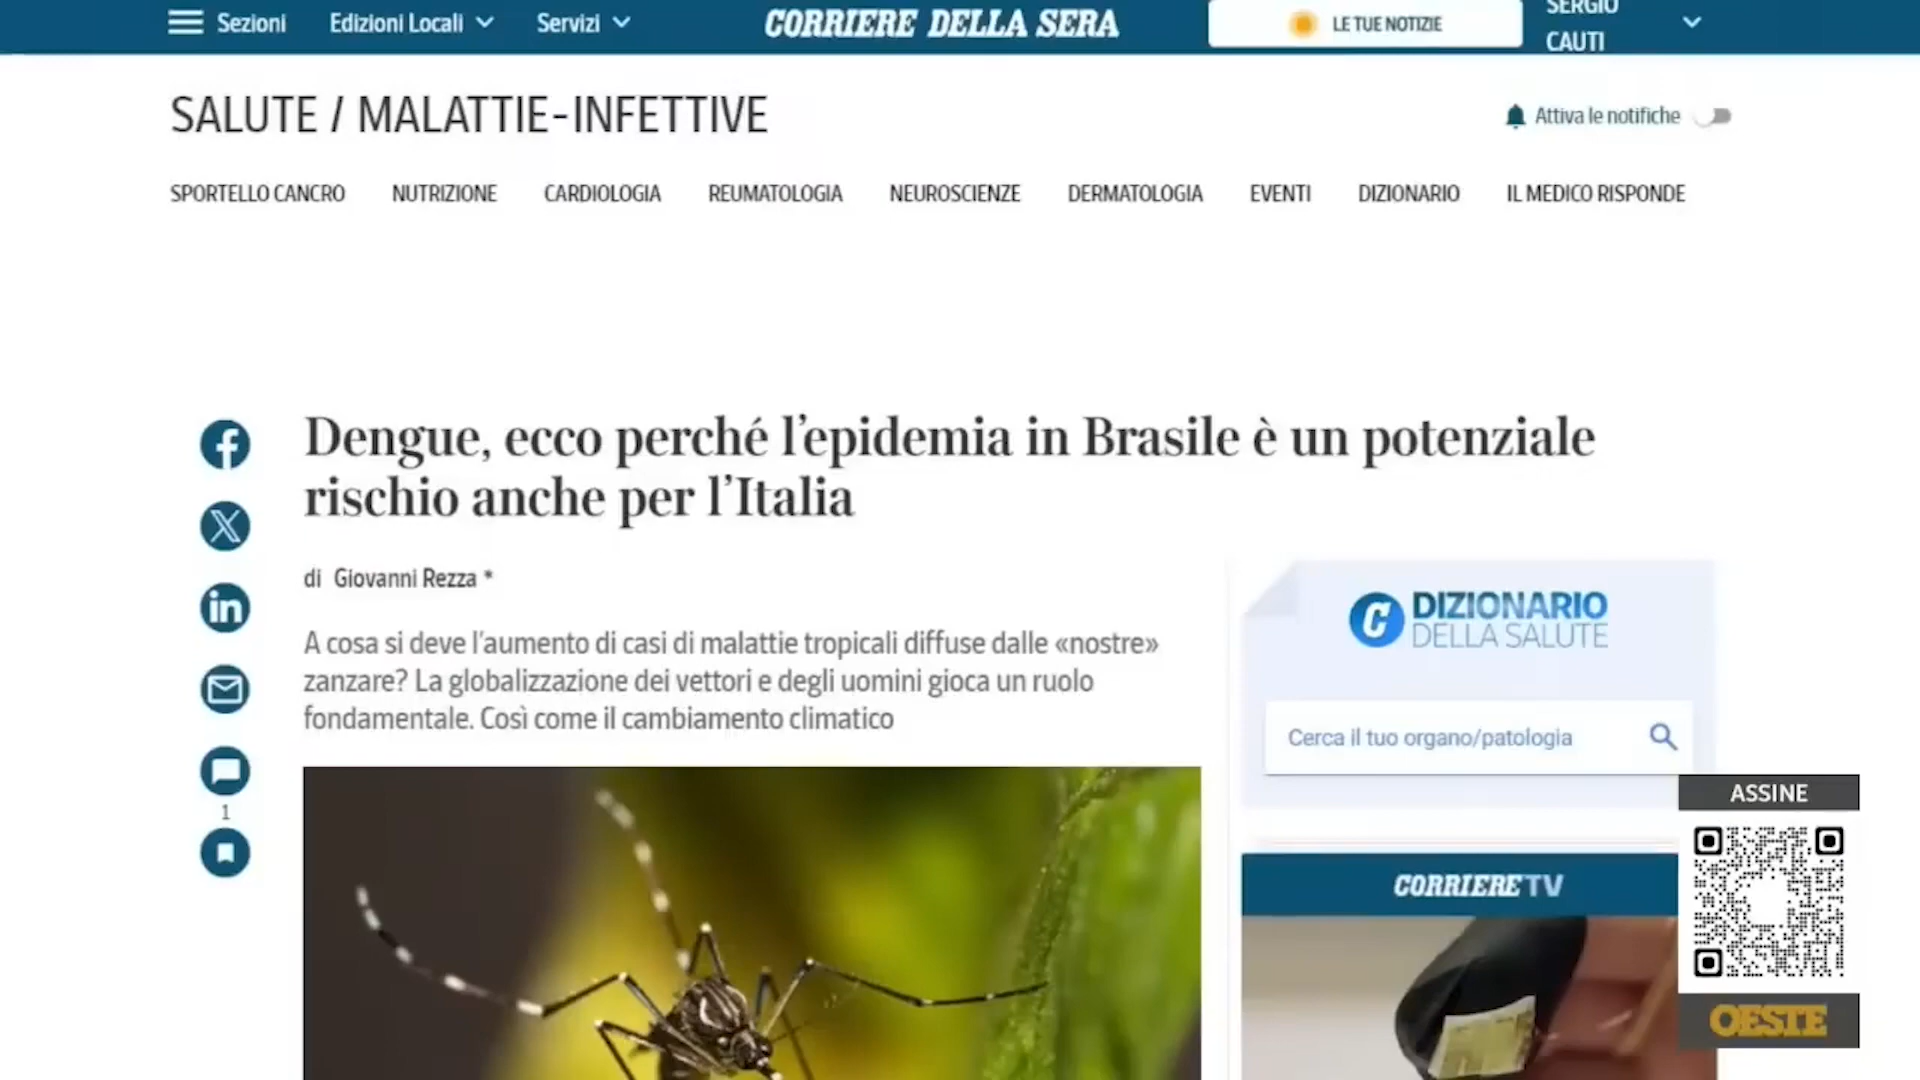 Sezioni
Edizioni Locali
Servizi
CORRIERE DELLA SERA
LE TUE NOTIZIE
SERGIO
CAUTI
SALUTE / MALATTIE-INFETTIVE
Attiva le notifiche
SPORTELLO CANCRO
NUTRIZIONE
CARDIOLOGIA
REUMATOLOGIA
NEUROSCIENZE
DERMATOLOGIA
EVENTI
DIZIONARIO
IL MEDICO RISPONDE
Dengue, ecco perché l'epidemia in Brasile è un potenziale
rischio anche per l'Italia
di Giovanni Rezza *
A cosa si deve l'aumento di casi di malattie tropicali diffuse dalle «nostre»
zanzare? La globalizzazione dei vettori e degli uomini gioca un ruolo
fondamentale. Così come il cambiamento climatico
1
DIZIONARIO
DELLA SALUTE
Cerca il tuo organo/patologia
CORRIERE TV
ASSINE
OESTE